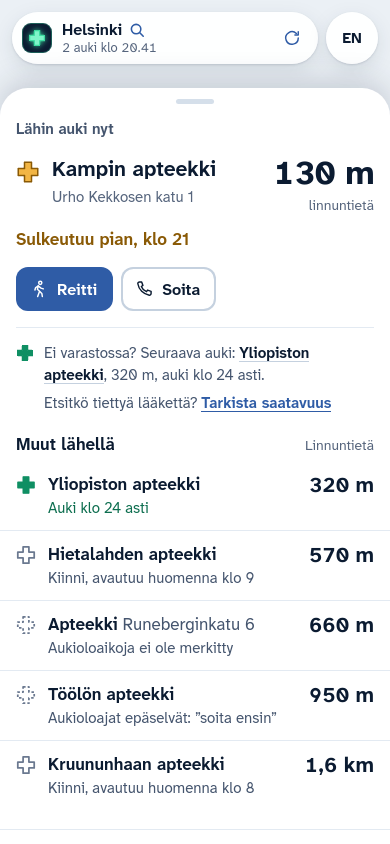 Helsinki
2 auki klo 20.41
EN
Lähin auki nyt
Kampin apteekki
130 m
Urho Kekkosen katu 1
linnuntietä
Sulkeutuu pian, klo 21
Reitti
Soita
Ei varastossa? Seuraava auki: Yliopiston
apteekki, 320 m, auki klo 24 asti.
Etsitkö tiettyä lääkettä? Tarkista saatavuus
Muut lähellä
Linnuntietä
Yliopiston apteekki
320 m
Auki klo 24 asti
Hietalahden apteekki
570 m
Kiinni, avautuu huomenna klo 9
Apteekki Runeberginkatu 6
660 m
Aukioloaikoja ei ole merkitty
Töölön apteekki
950 m
Aukioloajat epäselvät: ”soita ensin”
Kruununhaan apteekki
1,6 km
Kiinni, avautuu huomenna klo 8